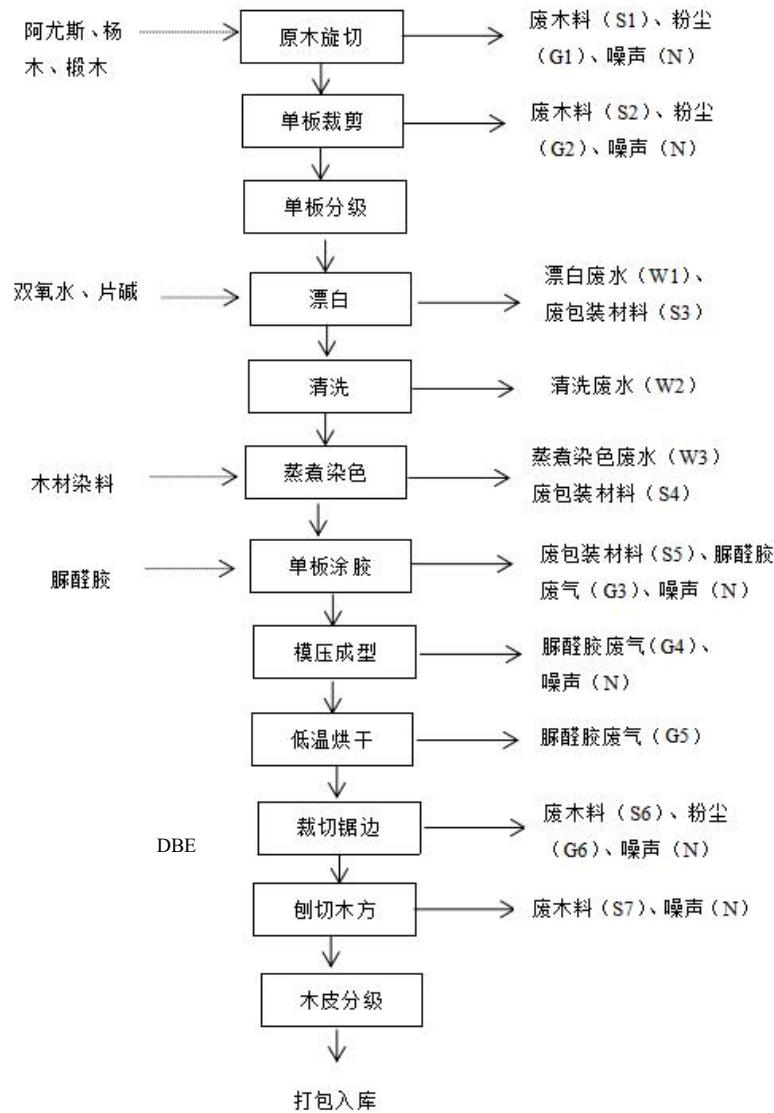 阿尤斯、杨
木、椴木
原木旋切
废木料（S1）、粉尘
（G1）、噪声（N）
单板裁剪
废木料（S2）、粉尘
（G2）、噪声（N）
单板分级
双氧水、片碱
漂白
漂白废水（W1）、
废包装材料（S3）
清洗
清洗废水（W2）
木材染料
蒸煮染色
蒸煮染色废水（W3）
废包装材料（S4）
脲醛胶
单板涂胶
废包装材料（S5）、脲醛胶
废气（G3）、噪声（N）
模压成型
脲醛胶废气（G4）、
噪声（N）
低温烘干
脲醛胶废气（G5）
DBE
裁切锯边
废木料（S6）、粉尘
（G6）、噪声（N）
刨切木方
废木料（S7）、噪声（N）
木皮分级
打包入库